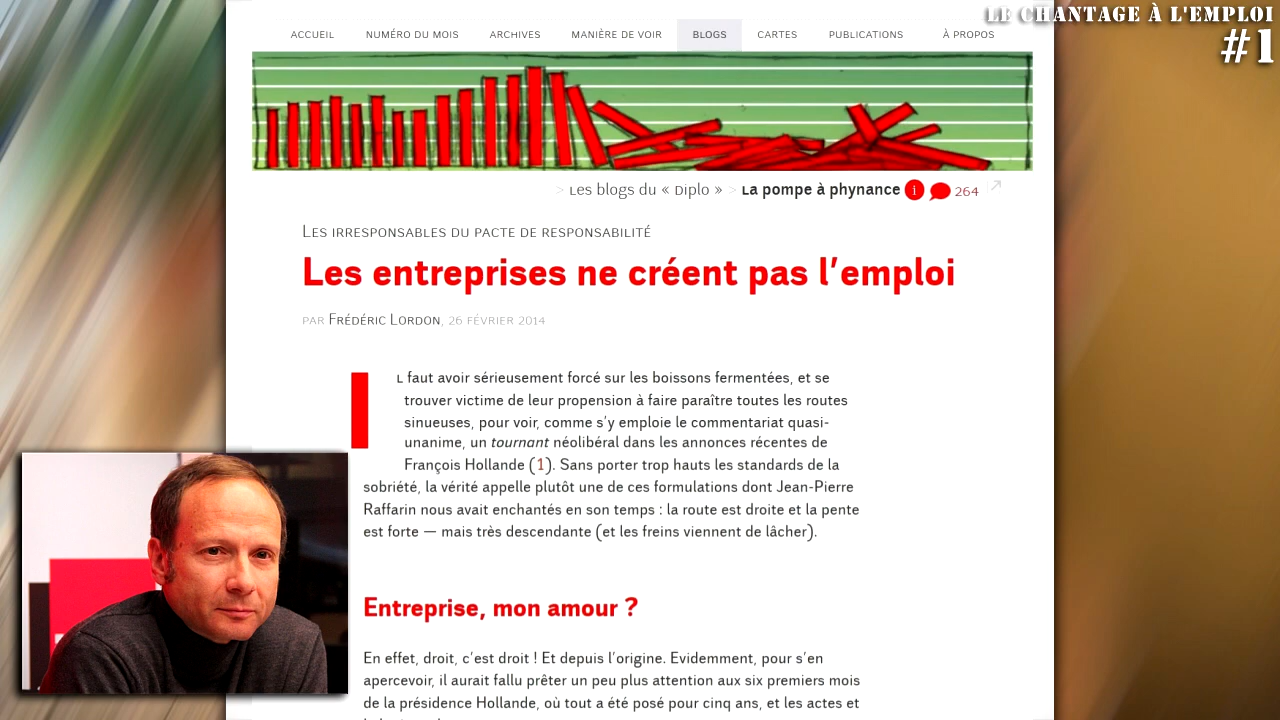 LE CHANTAGE À L'EMPLOI
#1
ACCUEIL NUMÉRO DU MOIS ARCHIVES MANIÈRE DE VOIR BLOGS CARTES PUBLICATIONS À PROPOS
> Les blogs du « Diplo » > La pompe à phynance i 264
Les irresponsables du pacte de responsabilité
Les entreprises ne créent pas l'emploi
par Frédéric Lordon, 26 février 2014
Il faut avoir sérieusement forcé sur les boissons fermentées, et se
trouver victime de leur propension à faire paraître toutes les routes
sinueuses, pour voir, comme s'y emploie le commentariat quasi-
unanime, un tournant néolibéral dans les annonces récentes de
François Hollande (1). Sans porter trop hauts les standards de la
sobriété, la vérité appelle plutôt une de ces formulations dont Jean-Pierre
Raffarin nous avait enchantés en son temps : la route est droite et la pente
est forte — mais très descendante (et les freins viennent de lâcher).
Entreprise, mon amour ?
En effet, droit, c'est droit ! Et depuis l'origine. Evidemment, pour s'en
apercevoir, il aurait fallu prêter un peu plus attention aux six premiers mois
de la présidence Hollande, où tout a été posé pour cinq ans, et les actes et